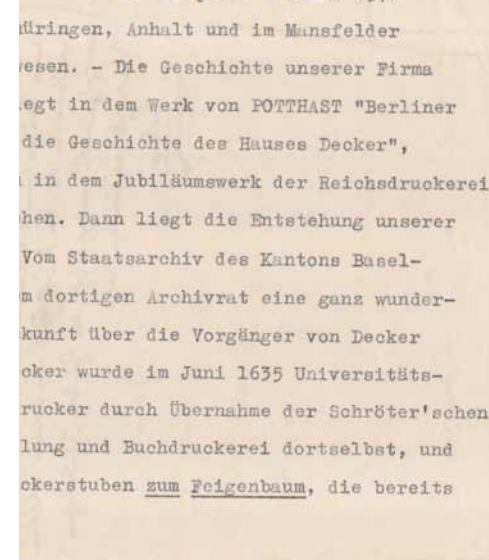 üringen, Anhalt und im Mansfelder
esen. - Die Geschichte unserer Firma
egt in dem Werk von POTTHAST "Berliner
die Geschichte des Hauses Decker",
in dem Jubiläumswerk der Reichsdruckerei
hen. Dann liegt die Entstehung unserer
Vom Staatsarchiv des Kantons Basel-
m dortigen Archivrat eine ganz wunder-
kunft über die Vorgänger von Decker
cker wurde im Juni 1635 Universitäts-
rucker durch Übernahme der Schröter'schen
lung und Buchdruckerei dortselbst, und
ckerstuben zum Feigenbaum, die bereits